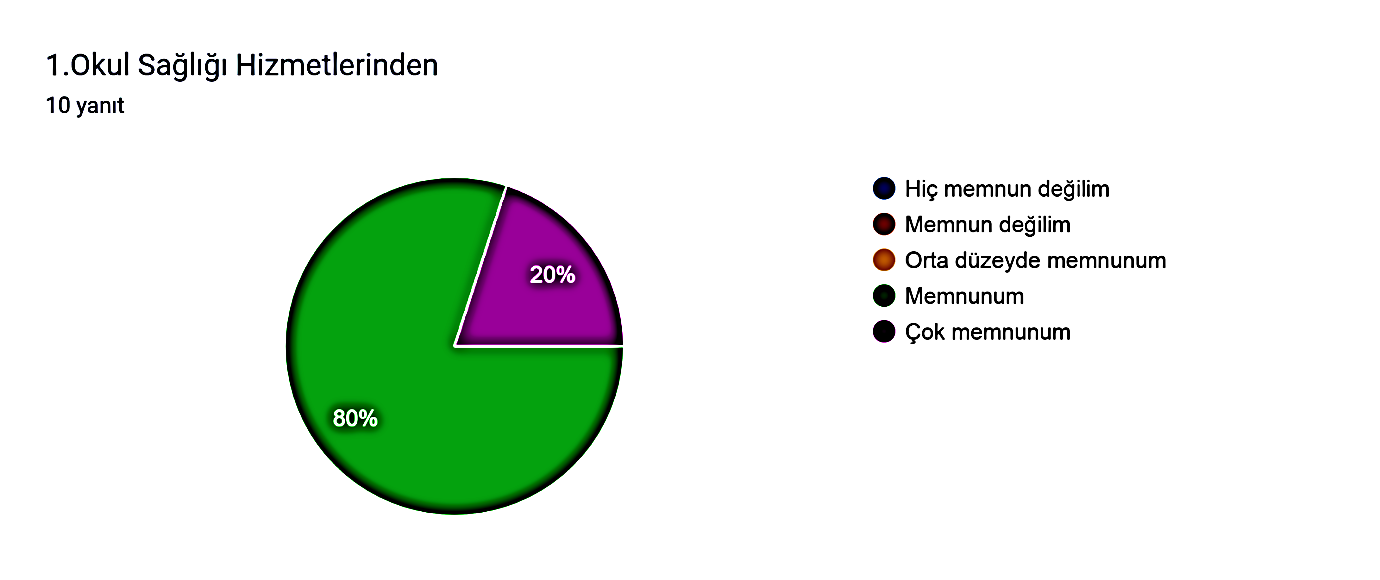 1.Okul Sağlığı Hizmetlerinden
10 yanıt
Hiç memnun değilim
Memnun değilim
Orta düzeyde memnunum
Memnunum
Çok memnunum
20%
80%